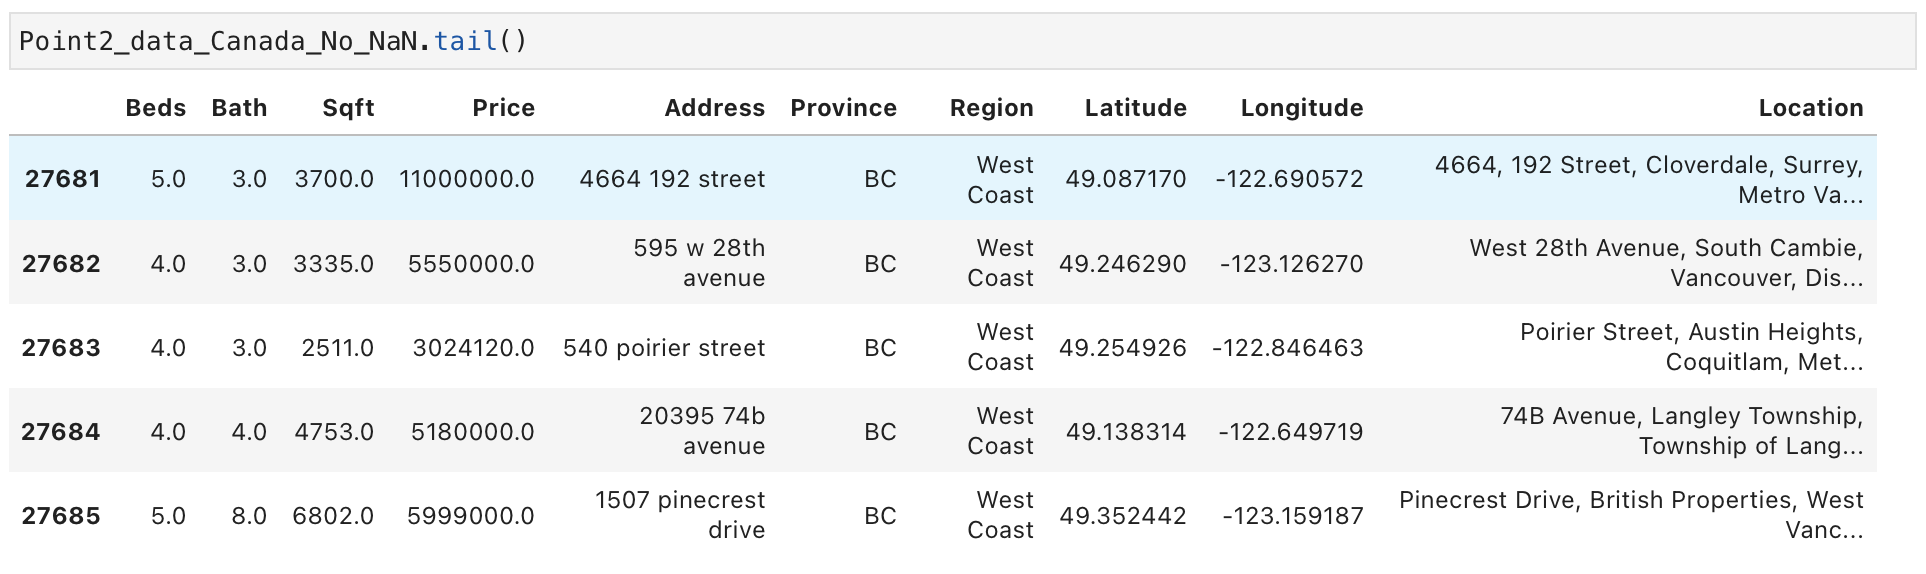 Point2_data_Canada_No_NaN.tail()
Beds Bath Sqft Price Address Province Region Latitude Longitude Location
27681 5.0 3.0 3700.0 11000000.0 4664 192 street BC West Coast 49.087170 -122.690572 4664, 192 Street, Cloverdale, Surrey, Metro Va...
27682 4.0 3.0 3335.0 5550000.0 595 w 28th avenue BC West Coast 49.246290 -123.126270 West 28th Avenue, South Cambie, Vancouver, Dis...
27683 4.0 3.0 2511.0 3024120.0 540 poirier street BC West Coast 49.254926 -122.846463 Poirier Street, Austin Heights, Coquitlam, Met...
27684 4.0 4.0 4753.0 5180000.0 20395 74b avenue BC West Coast 49.138314 -122.649719 74B Avenue, Langley Township, Township of Lang...
27685 5.0 8.0 6802.0 5999000.0 1507 pinecrest drive BC West Coast 49.352442 -123.159187 Pinecrest Drive, British Properties, West Vanc...